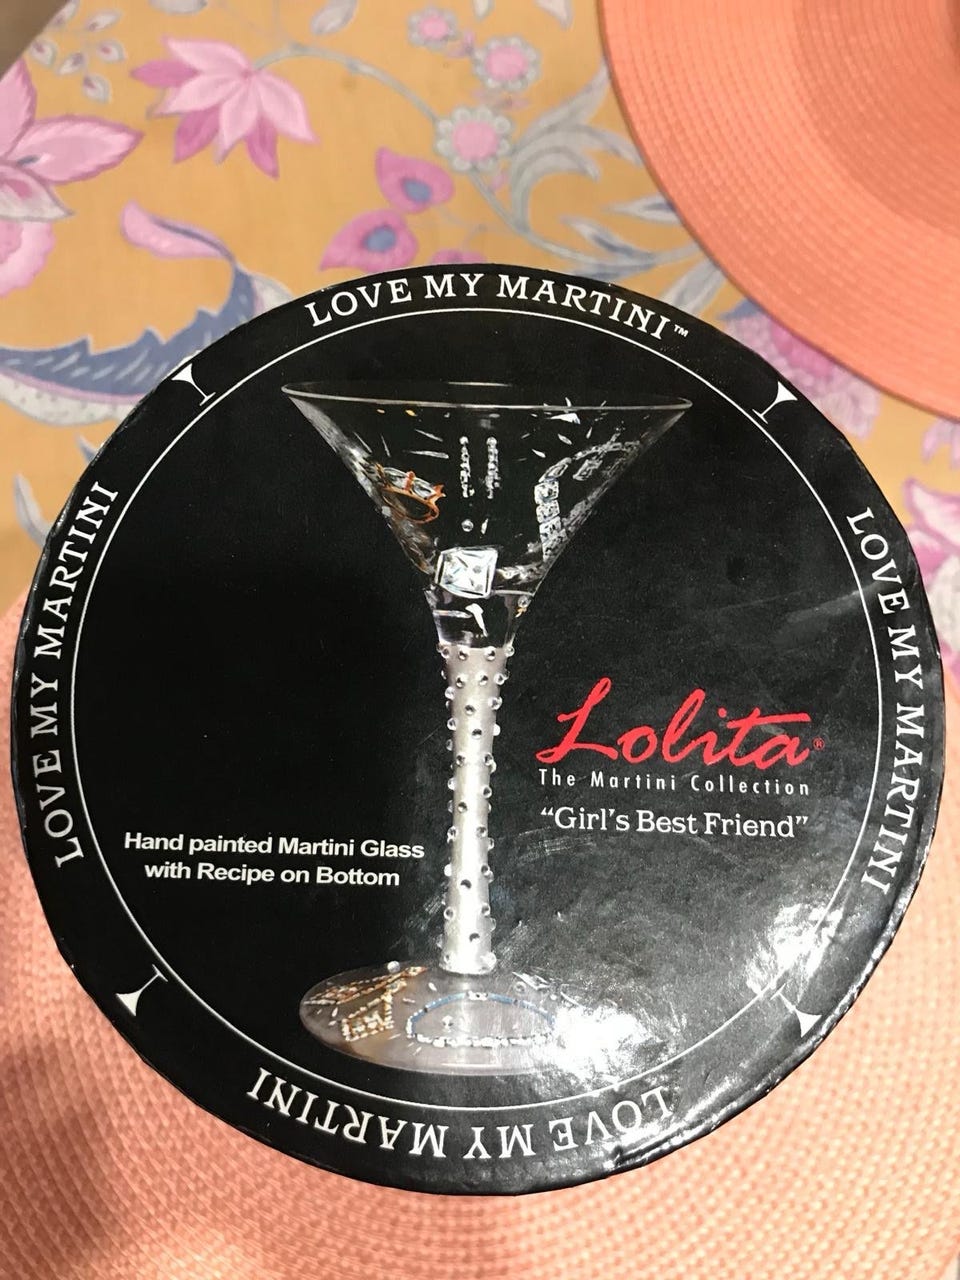 LOVE MY MARTINI™
LOVE MY MARTINI
LOVE MY MARTINI
Lolita®
The Martini Collection
“Girl’s Best Friend”
Hand painted Martini Glass
with Recipe on Bottom
LOVE MY MARTINI